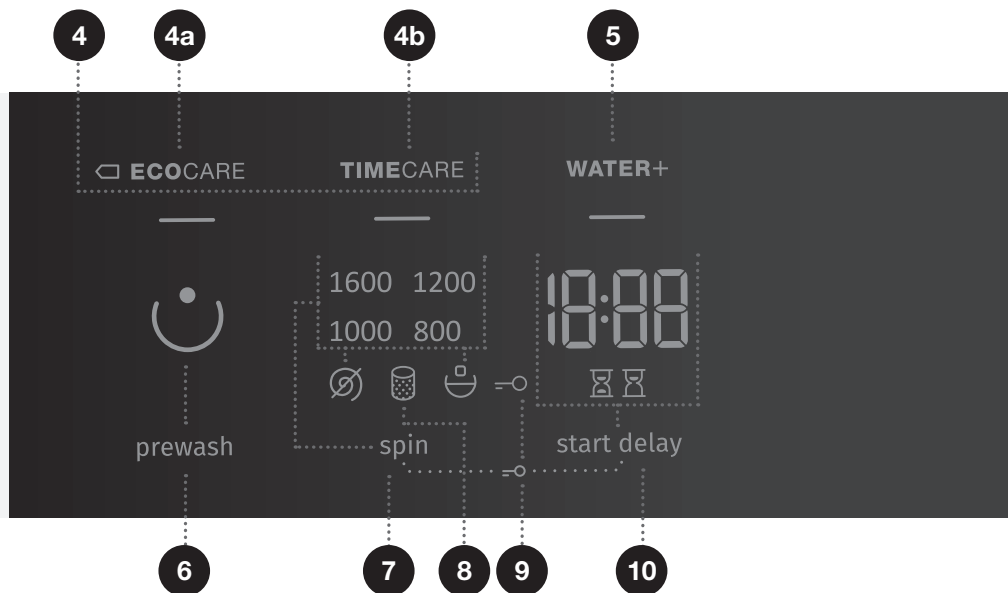 4 4a 4b 5
ECOCARE TIMECARE WATER+
1600 1200
18:88
1000 800
prewash spin start delay
6 7 8 9 10